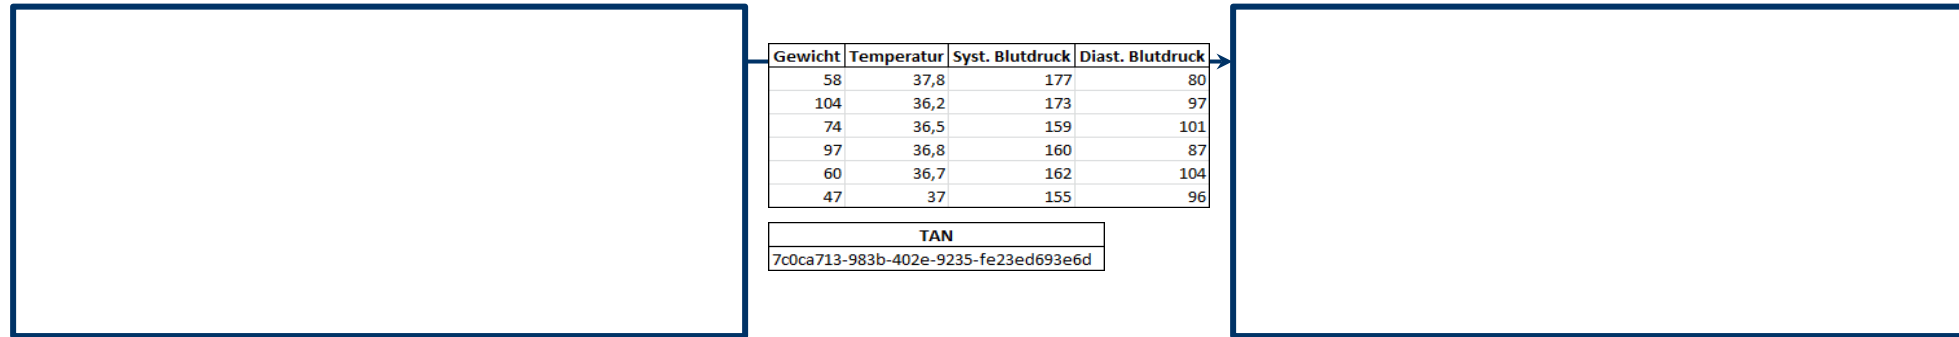 Gewicht Temperatur Syst. Blutdruck Diast. Blutdruck
58 37,8 177 80
104 36,2 173 97
74 36,5 159 101
97 36,8 160 87
60 36,7 162 104
47 37 155 96
TAN
7c0ca713-983b-402e-9235-fe23ed693e6d